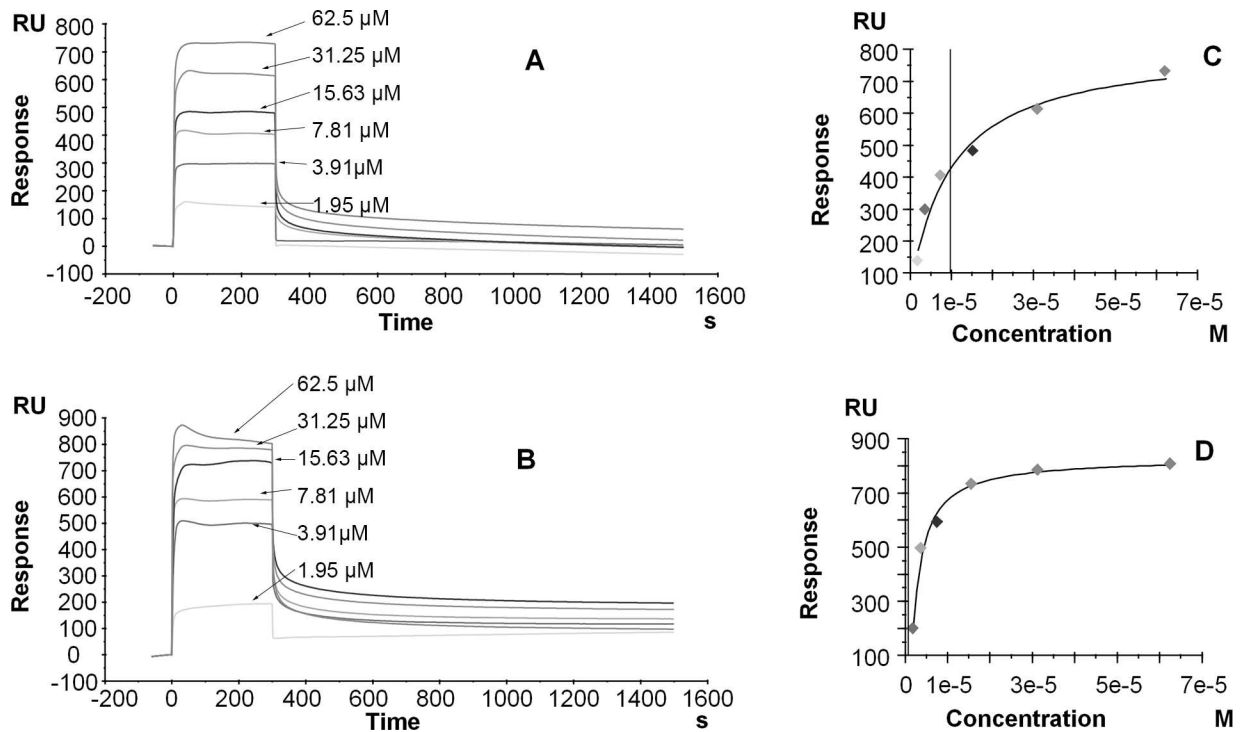 RU
800
700
600
500
400
300
200
100
0
-100
Response
-200 0 200 400 600 800 1000 1200 1400 1600
Time
s
62.5 µM
31.25 µM
15.63 µM
7.81 µM
3.91µM
1.95 µM
A
RU
800
700
600
500
400
300
200
100
Response
0 1e-5 3e-5 5e-5 7e-5
Concentration
M
C
RU
900
800
700
600
500
400
300
200
100
0
-100
Response
-200 0 200 400 600 800 1000 1200 1400 1600
Time
s
62.5 µM
31.25 µM
15.63 µM
7.81 µM
3.91µM
1.95 µM
B
RU
900
700
500
300
100
Response
0 1e-5 3e-5 5e-5 7e-5
Concentration
M
D